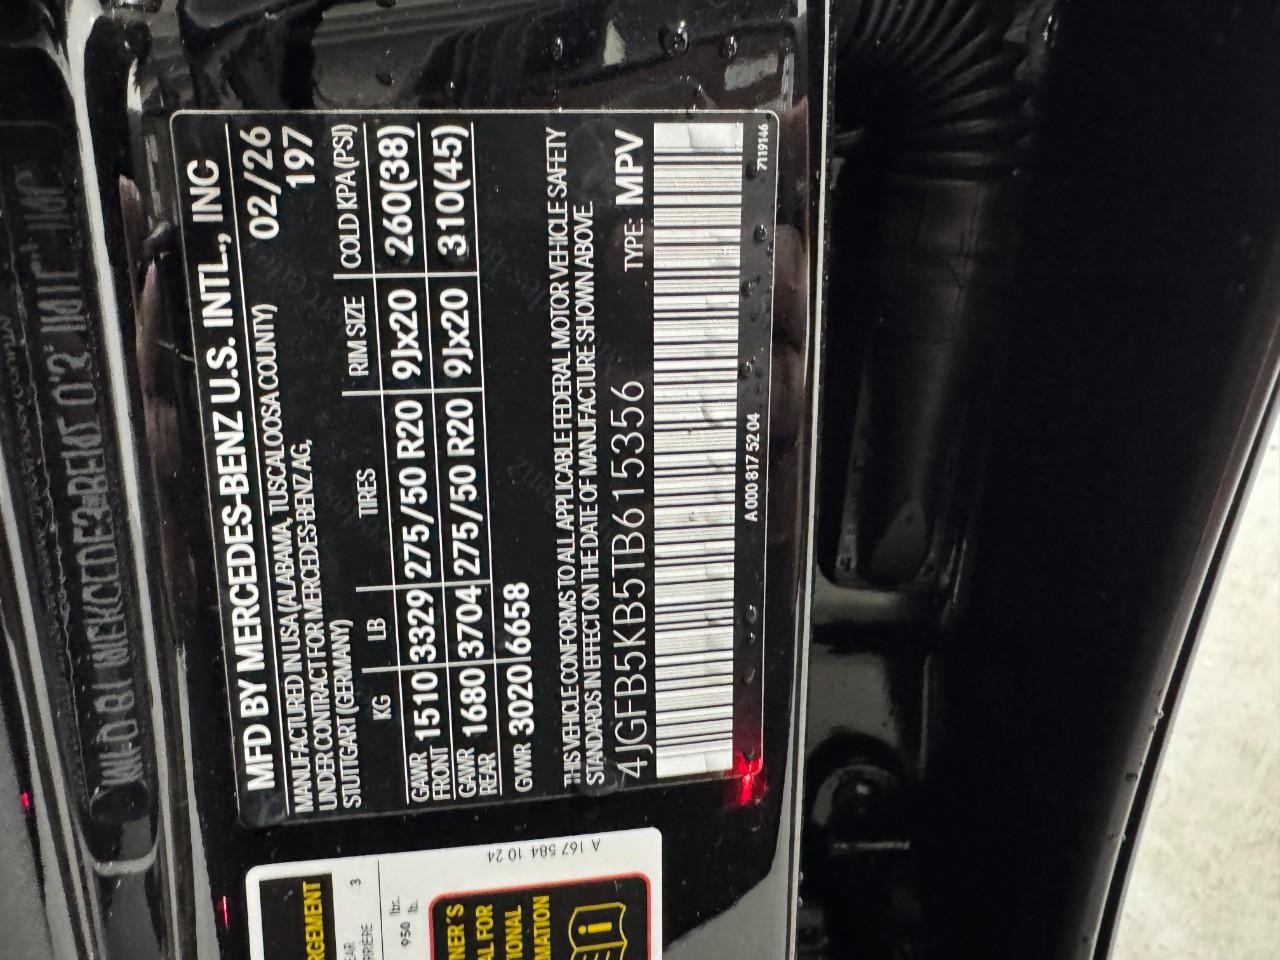 MFD BY MERCEDES-BENZ U.S. INTL., INC
MANUFACTURED IN USA (ALABAMA, TUSCALOOSA COUNTY) 02/26
UNDER CONTRACT FOR MERCEDES-BENZ AG, 197
STUTTGART (GERMANY)
KG LB TIRES RIM SIZE COLD KPA (PSI)
GAWR FRONT 1510 3329 275/50 R20 9Jx20 260(38)
GAWR REAR 1680 3704 275/50 R20 9Jx20 310(45)
GVWR 3020 6658
THIS VEHICLE CONFORMS TO ALL APPLICABLE FEDERAL MOTOR VEHICLE SAFETY
STANDARDS IN EFFECT ON THE DATE OF MANUFACTURE SHOWN ABOVE.
4JGFB5KB5TB615356 TYPE: MPV
A 000 817 52 04 7119146
A 167 584 10 24
3
950 lbs.
lb.